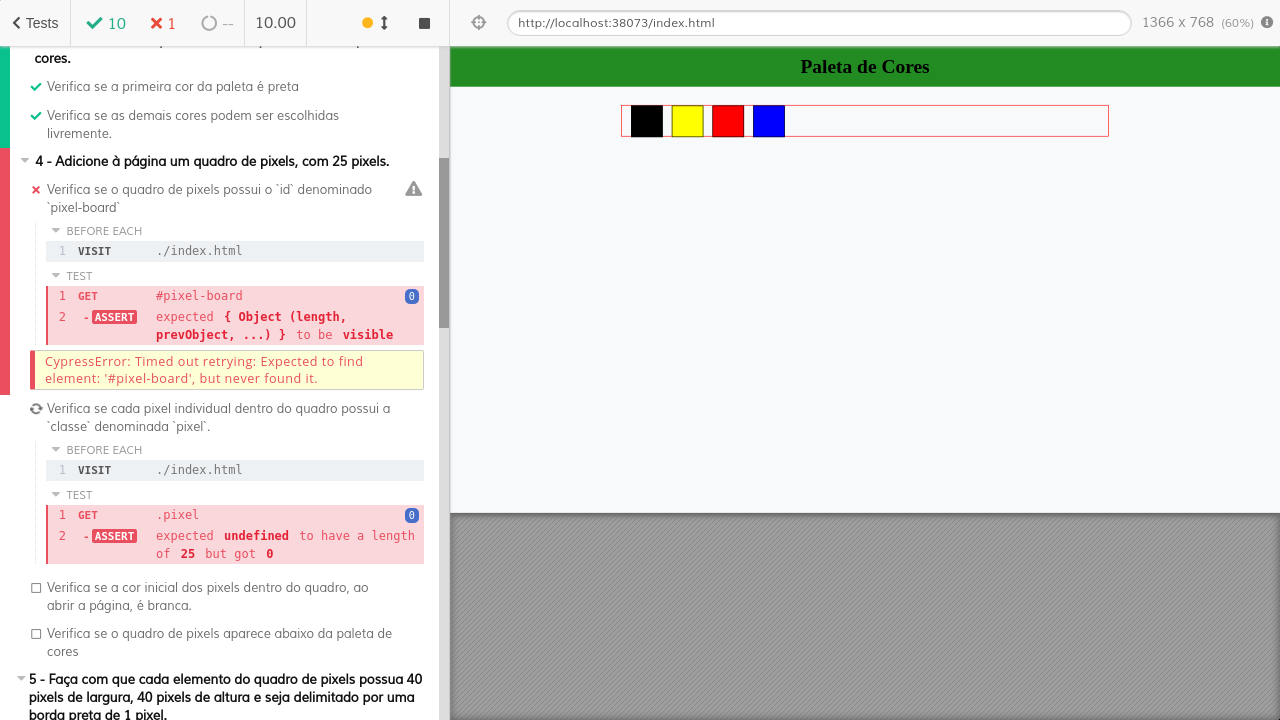 Tests
10
1
--
10.00
http://localhost:38073/index.html
1366 x 768 (60%)
cores.
Verifica se a primeira cor da paleta é preta
Verifica se as demais cores podem ser escolhidas
livremente.
4 - Adicione à página um quadro de pixels, com 25 pixels.
Verifica se o quadro de pixels possui o `id` denominado
`pixel-board`
BEFORE EACH
1 VISIT ./index.html
TEST
1 GET #pixel-board 0
2 - ASSERT expected { Object (length,
prevObject, ...) } to be visible
CypressError: Timed out retrying: Expected to find
element: '#pixel-board', but never found it.
Verifica se cada pixel individual dentro do quadro possui a
`classe` denominada `pixel`.
BEFORE EACH
1 VISIT ./index.html
TEST
1 GET .pixel 0
2 - ASSERT expected undefined to have a length
of 25 but got 0
Verifica se a cor inicial dos pixels dentro do quadro, ao
abrir a página, é branca.
Verifica se o quadro de pixels aparece abaixo da paleta de
cores
5 - Faça com que cada elemento do quadro de pixels possua 40
pixels de largura, 40 pixels de altura e seja delimitado por uma
borda preta de 1 pixel.
Paleta de Cores